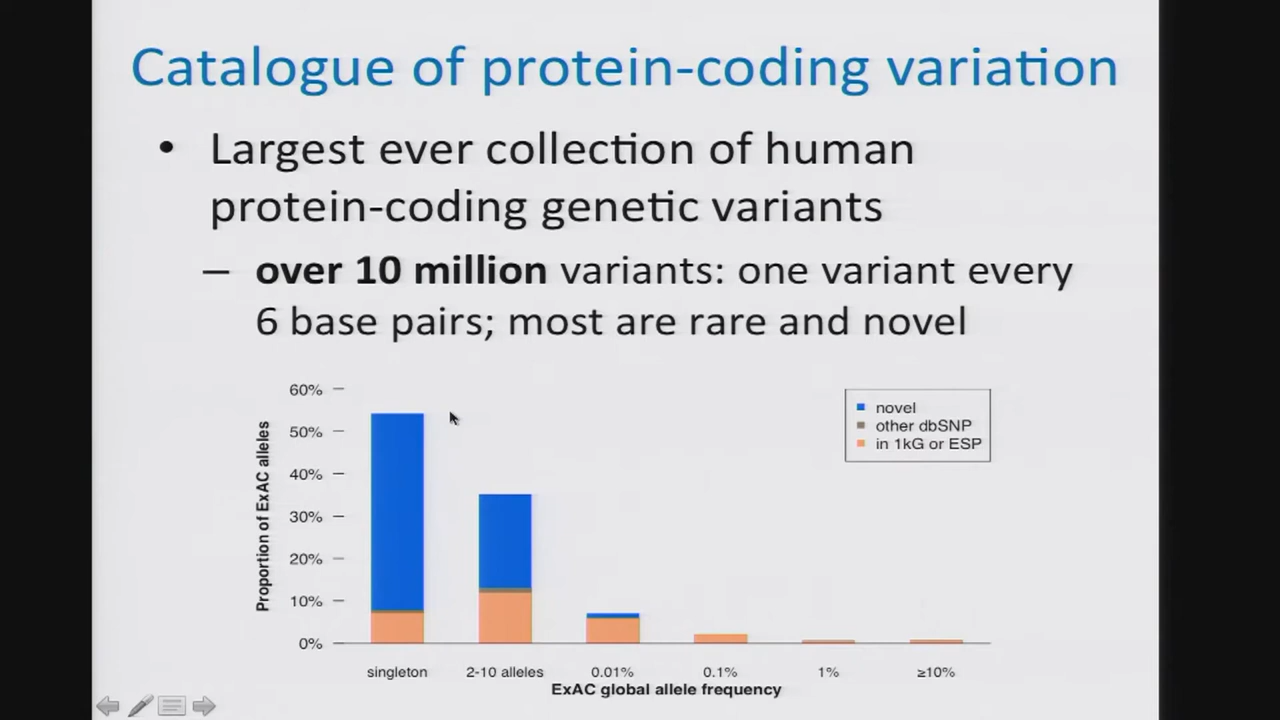 Catalogue of protein-coding variation
• Largest ever collection of human
protein-coding genetic variants
– over 10 million variants: one variant every
6 base pairs; most are rare and novel
60%
50%
40%
30%
20%
10%
0%
Proportion of ExAC alleles
novel
other dbSNP
in 1kG or ESP
singleton 2-10 alleles 0.01% 0.1% 1% ≥10%
ExAC global allele frequency